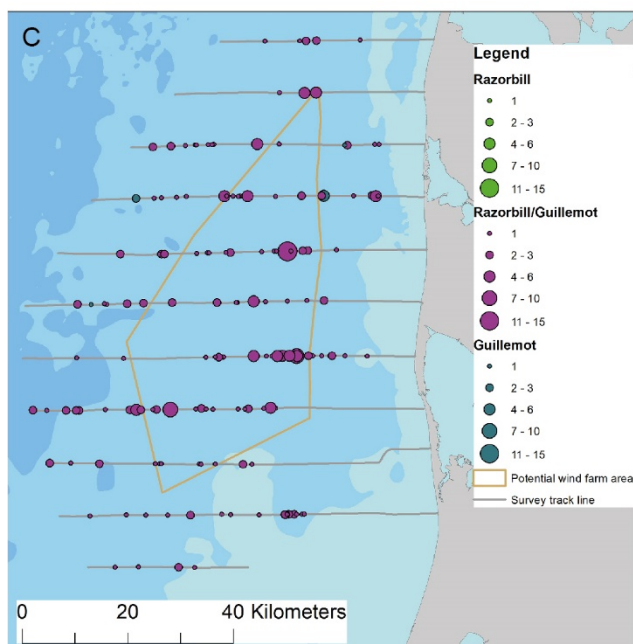 C
Legend
Razorbill
1
2 - 3
4 - 6
7 - 10
11 - 15
Razorbill/Guillemot
1
2 - 3
4 - 6
7 - 10
11 - 15
Guillemot
1
2 - 3
4 - 6
7 - 10
11 - 15
Potential wind farm area
Survey track line
0 20 40 Kilometers